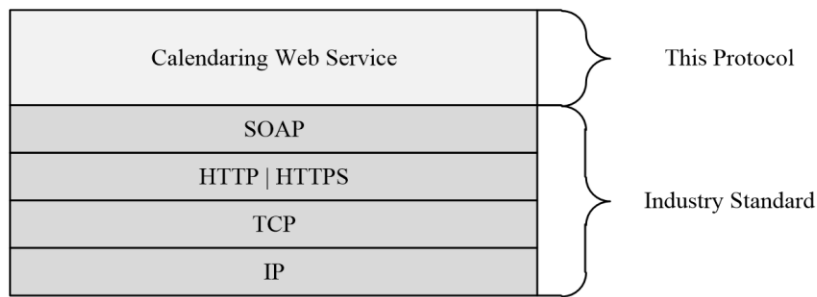 Calendaring Web Service
This Protocol
SOAP
HTTP | HTTPS
TCP
Industry Standard
IP